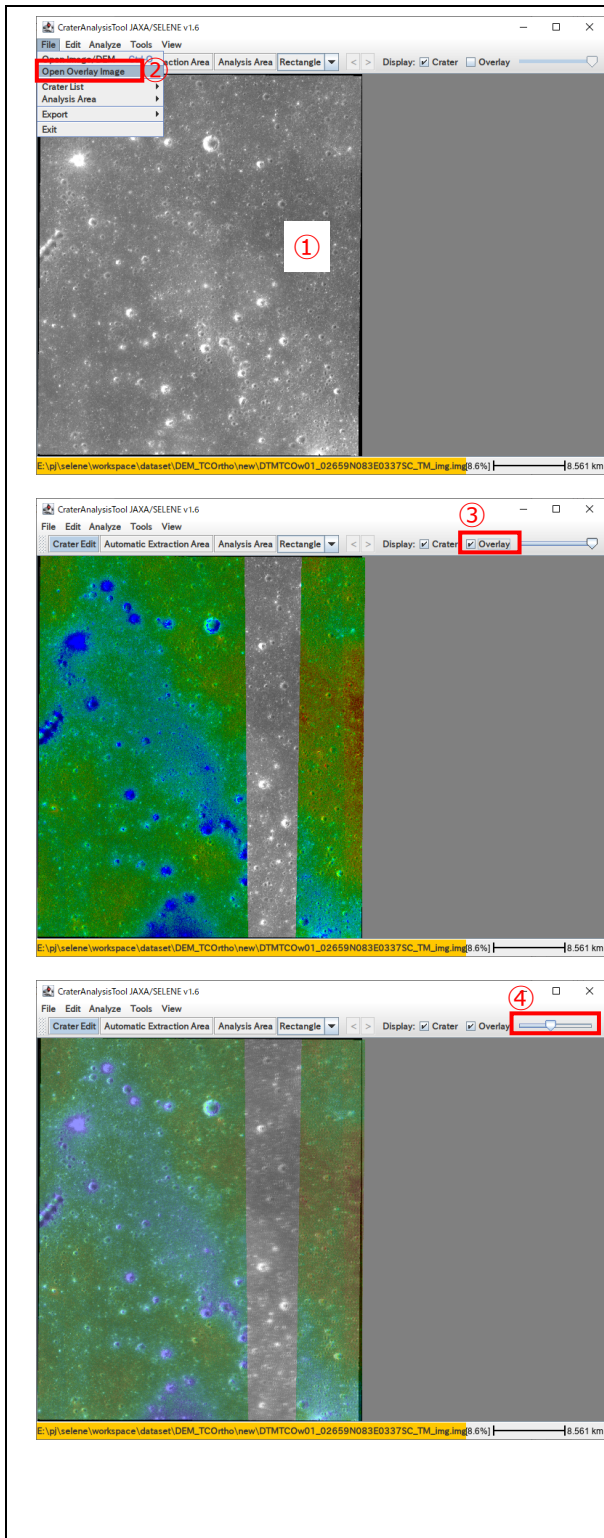 CraterAnalysisTool JAXA/SELENE v1.6
File Edit Analyze Tools View
ction Area Analysis Area Rectangle < > Display: Crater Overlay
Open Overlay Image ②
Crater List
Analysis Area
Export
Exit
①
E:\pj\selene\workspace\dataset\DEM_TCOrtho\new\DTMTCOw01_02659N083E0337SC_TM_img.img[8.6%] 8.561 km
CraterAnalysisTool JAXA/SELENE v1.6
③
File Edit Analyze Tools View
Crater Edit Automatic Extraction Area Analysis Area Rectangle < > Display: Crater Overlay
E:\pj\selene\workspace\dataset\DEM_TCOrtho\new\DTMTCOw01_02659N083E0337SC_TM_img.img[8.6%] 8.561 km
CraterAnalysisTool JAXA/SELENE v1.6
④
File Edit Analyze Tools View
Crater Edit Automatic Extraction Area Analysis Area Rectangle < > Display: Crater Overlay
E:\pj\selene\workspace\dataset\DEM_TCOrtho\new\DTMTCOw01_02659N083E0337SC_TM_img.img[8.6%] 8.561 km